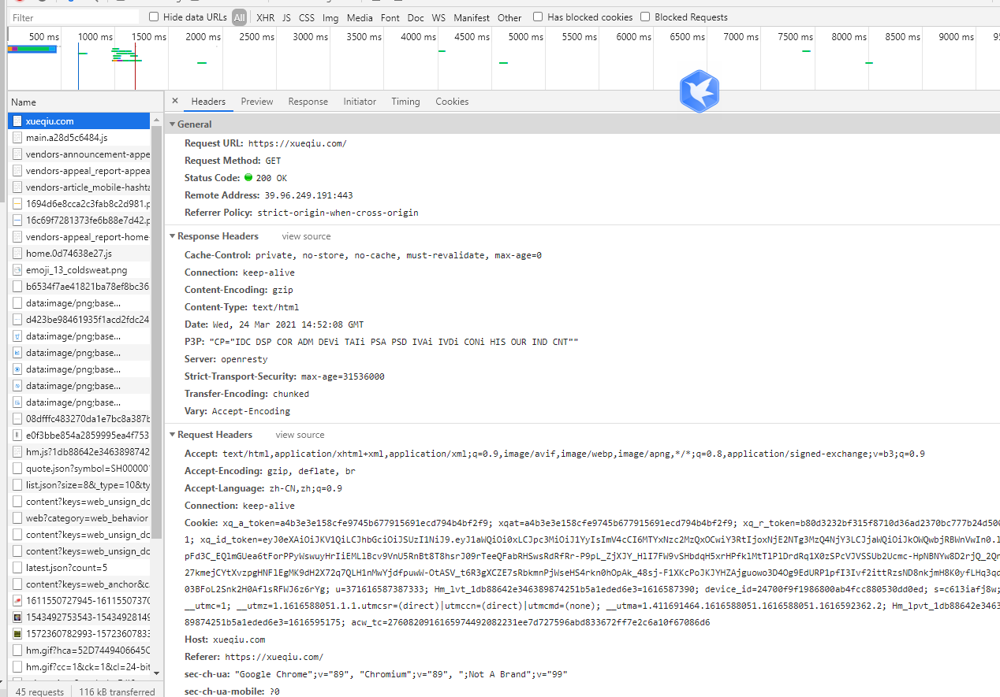 Filter
Hide data URLs All XHR JS CSS Img Media Font Doc WS Manifest Other Has blocked cookies Blocked Requests
500 ms 1000 ms 1500 ms 2000 ms 2500 ms 3000 ms 3500 ms 4000 ms 4500 ms 5000 ms 5500 ms 6000 ms 6500 ms 7000 ms 7500 ms 8000 ms 8500 ms 9000 ms
Name
xueqiu.com
main.a28d5c6484.js
vendors-announcement-appe
vendors-appeal_report-appea
vendors-article_mobile-hashta
1694d6e8cca2c3fab8c2d981.p
16c69f7281373fe6b88e7d42.p
vendors-appeal_report-home
home.0d74638e27.js
emoji_13_coldsweat.png
b6534f7ae41821ba78ef8bc36
data:image/png;base...
d423be98461935f1acd2fdc24
data:image/png;base...
data:image/png;base...
data:image/png;base...
data:image/png;base...
data:image/png;base...
08dfffc483270da1e7bc8a387b
e0f3bbe854a2859995ea4f753
hm.js?1db88642e3463898742
quote.json?symbol=SH00000
list.json?size=8&_type=10&ty
content?keys=web_unsign_dc
web?category=web_behavior
content?keys=web_unsign_dc
content?keys=web_unsign_dc
latest.json?count=5
content?keys=web_anchor&c
1611550727945-16115507370
1543492753543-15434928149
1572360782993-1572360783
hm.gif?hca=52D7449406645C
hm.gif?cc=1&ck=1&cl=24-bit
45 requests 116 kB transferred
× Headers Preview Response Initiator Timing Cookies
General
Request URL: https://xueqiu.com/
Request Method: GET
Status Code: 200 OK
Remote Address: 39.96.249.191:443
Referrer Policy: strict-origin-when-cross-origin
Response Headers view source
Cache-Control: private, no-store, no-cache, must-revalidate, max-age=0
Connection: keep-alive
Content-Encoding: gzip
Content-Type: text/html
Date: Wed, 24 Mar 2021 14:52:08 GMT
P3P: "CP="IDC DSP COR ADM DEVi TAIi PSA PSD IVAi IVDi CONi HIS OUR IND CNT""
Server: openresty
Strict-Transport-Security: max-age=31536000
Transfer-Encoding: chunked
Vary: Accept-Encoding
Request Headers view source
Accept: text/html,application/xhtml+xml,application/xml;q=0.9,image/avif,image/webp,image/apng,*/*;q=0.8,application/signed-exchange;v=b3;q=0.9
Accept-Encoding: gzip, deflate, br
Accept-Language: zh-CN,zh;q=0.9
Connection: keep-alive
Cookie: xq_a_token=a4b3e3e158cfe9745b677915691ecd794b4bf2f9; xqat=a4b3e3e158cfe9745b677915691ecd794b4bf2f9; xq_r_token=b80d3232bf315f8710d36ad2370bc777b24d500
1; xq_id_token=eyJ0eXAiOiJKV1QiLCJhbGciOiJSUzI1NiJ9.eyJ1aWQiOi0xLCJpc3MiOiJ1YyIsImV4cCI6MTYxNzc2MzQxOCwiY3RtIjoxNjE2NTg3MzQ4NjY3LCJjaWQiOiJkOWQwbjRBWnVwIn0.
27kmejCYtXvzpgHNFlEgMK9dH2X72q7QLH1nMwYjdfpuwW-OtASV_t6R3gXCZE7sRbkmnPjWseHS4rkn0hOpAk_48sj-F1XKcPoJKJYHZAjguowo3D4Og9EdURP1pfI3Ivf2ittRzsND8nkjmH8K0yfLHq3qc
03BFoL2Snk2H0AflsRFWJ6z6rYg; u=371616587387333; Hm_lvt_1db88642e346389874251b5a1eded6e3=1616587390; device_id=24700f9f1986800ab4fcc880530dd0ed; s=c613iafj8w;
__utmc=1; __utmz=1.1616588051.1.1.utmcsr=(direct)|utmccn=(direct)|utmcmd=(none); __utma=1.411691464.1616588051.1616588051.1616592362.2; Hm_lpvt_1db88642e3463
89874251b5a1eded6e3=1616595175; acw_tc=2760820916165974492082231ee7d727596abd833672ff7e2c6a10f67086d6
Host: xueqiu.com
Referer: https://xueqiu.com/
sec-ch-ua: "Google Chrome";v="89", "Chromium";v="89", ";Not A Brand";v="99"
sec-ch-ua-mobile: ?0